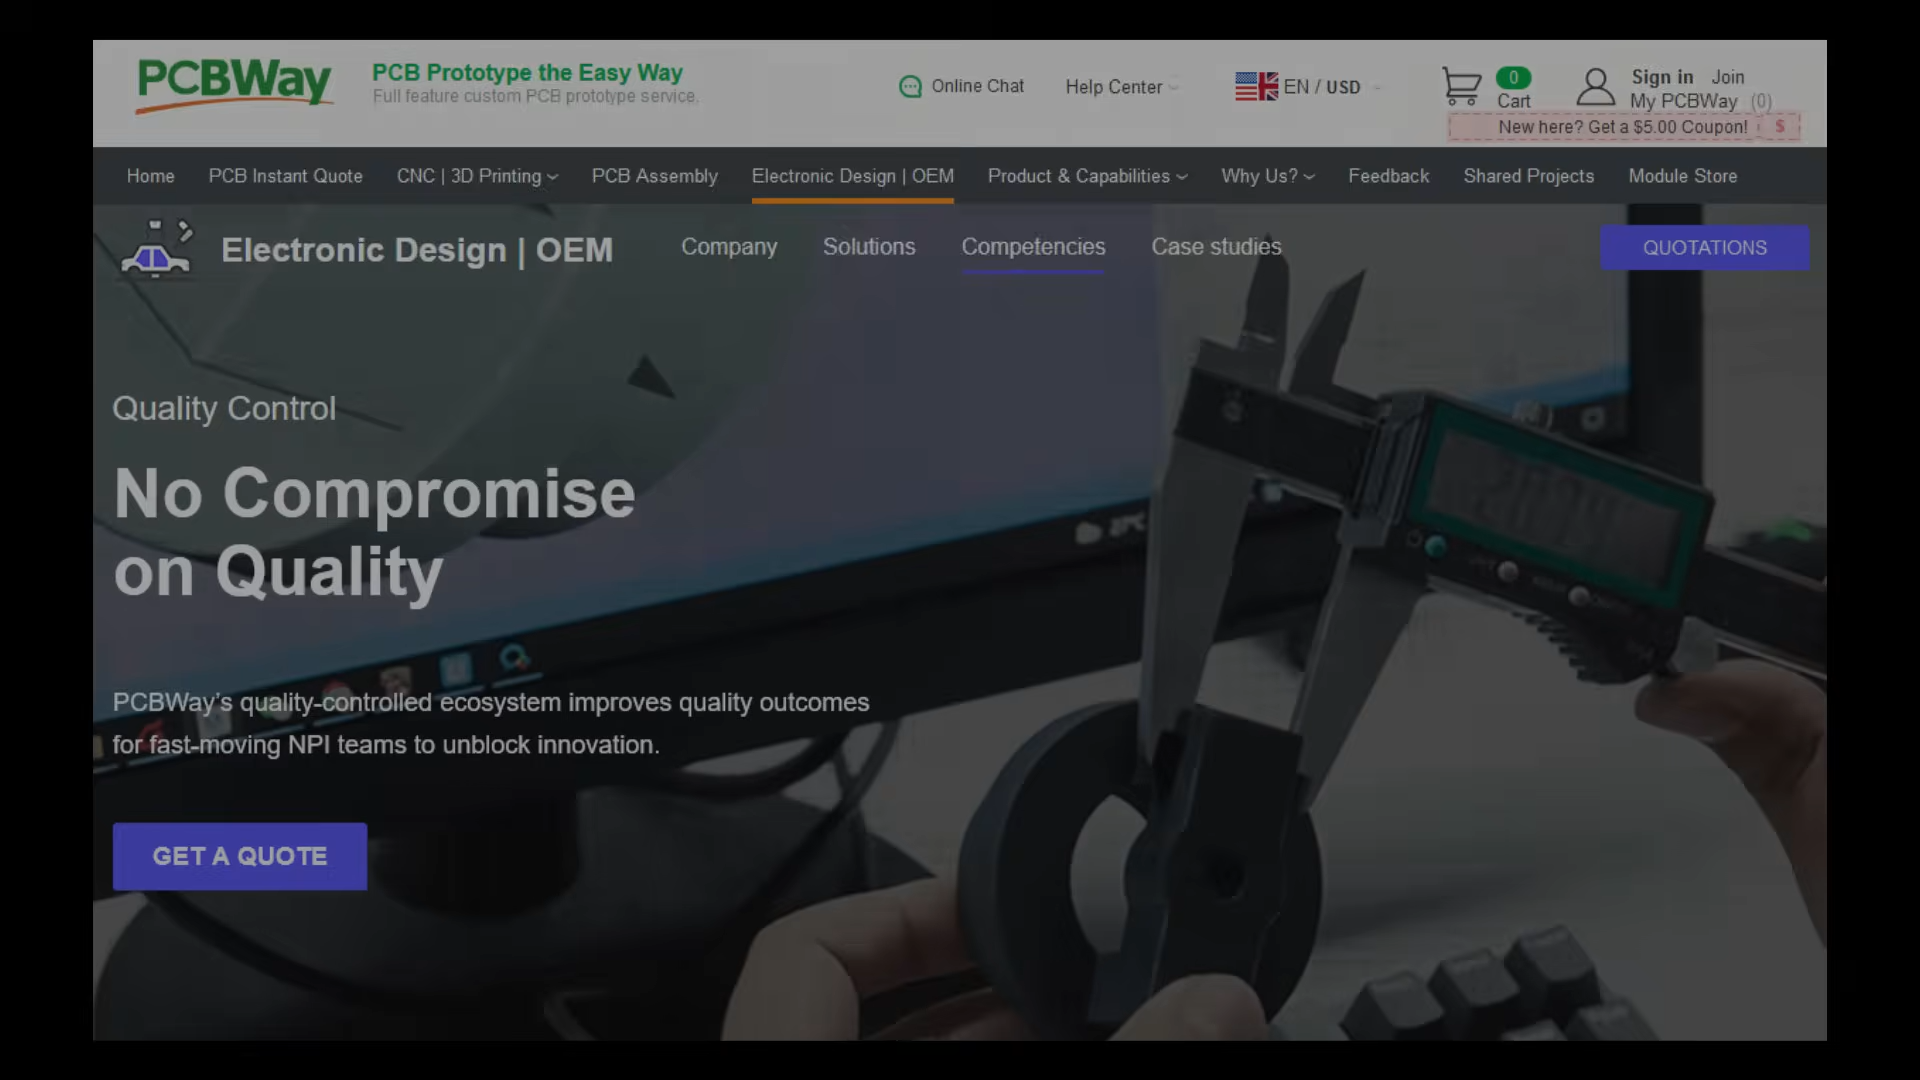 PCBWay
PCB Prototype the Easy Way
Full feature custom PCB prototype service.
Online Chat
Help Center
EN / USD
0
Cart
Sign in Join
My PCBWay (0)
New here? Get a $5.00 Coupon! $
Home PCB Instant Quote CNC | 3D Printing PCB Assembly Electronic Design | OEM Product & Capabilities Why Us? Feedback Shared Projects Module Store
Electronic Design | OEM
Company Solutions Competencies Case studies
QUOTATIONS
Quality Control
No Compromise
on Quality
PCBWay's quality-controlled ecosystem improves quality outcomes
for fast-moving NPI teams to unblock innovation.
GET A QUOTE